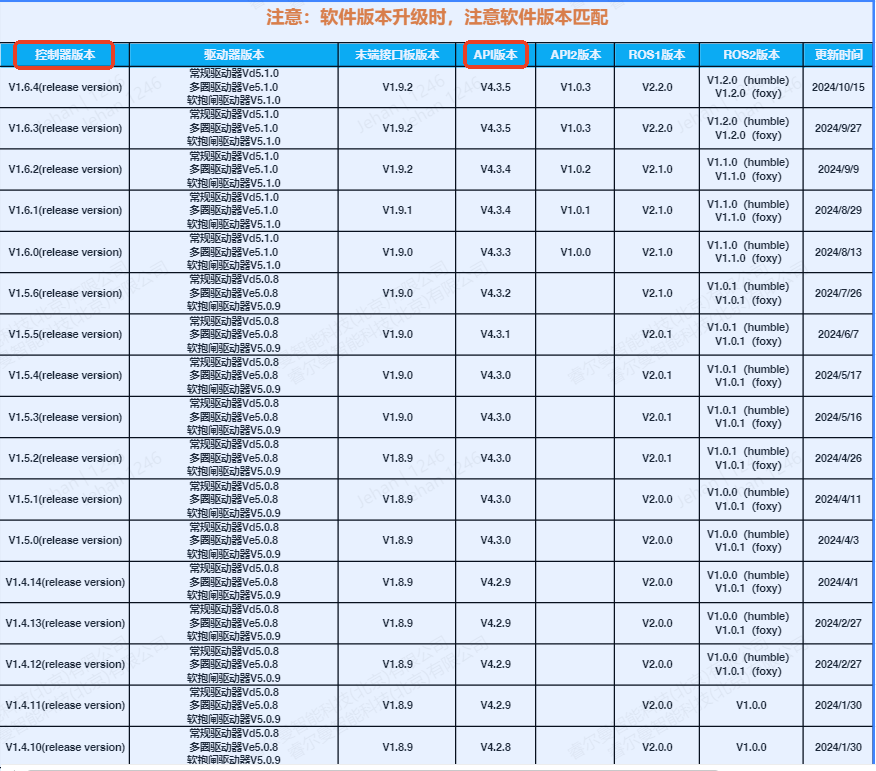 注意：软件版本升级时，注意软件版本匹配
控制器版本 驱动器版本 末端接口板版本 API版本 API2版本 ROS1版本 ROS2版本 更新时间
V1.6.4(release version) 常规驱动器Vd5.1.0 多圈驱动器Ve5.1.0 软抱闸驱动器V5.1.0 V1.9.2 V4.3.5 V1.0.3 V2.2.0 V1.2.0（humble) V1.2.0（foxy) 2024/10/15
V1.6.3(release version) 常规驱动器Vd5.1.0 多圈驱动器Ve5.1.0 软抱闸驱动器V5.1.0 V1.9.2 V4.3.5 V1.0.3 V2.2.0 V1.2.0（humble) V1.2.0（foxy) 2024/9/27
V1.6.2(release version) 常规驱动器Vd5.1.0 多圈驱动器Ve5.1.0 软抱闸驱动器V5.1.0 V1.9.2 V4.3.4 V1.0.2 V2.1.0 V1.1.0（humble) V1.1.0（foxy) 2024/9/9
V1.6.1(release version) 常规驱动器Vd5.1.0 多圈驱动器Ve5.1.0 软抱闸驱动器V5.1.0 V1.9.1 V4.3.4 V1.0.1 V2.1.0 V1.1.0（humble) V1.1.0（foxy) 2024/8/29
V1.6.0(release version) 常规驱动器Vd5.1.0 多圈驱动器Ve5.1.0 软抱闸驱动器V5.1.0 V1.9.0 V4.3.3 V1.0.0 V2.1.0 V1.1.0（humble) V1.1.0（foxy) 2024/8/13
V1.5.6(release version) 常规驱动器Vd5.0.8 多圈驱动器Ve5.0.8 软抱闸驱动器V5.0.9 V1.9.0 V4.3.2 V2.1.0 V1.0.1（humble) V1.0.1（foxy) 2024/7/26
V1.5.5(release version) 常规驱动器Vd5.0.8 多圈驱动器Ve5.0.8 软抱闸驱动器V5.0.9 V1.9.0 V4.3.1 V2.0.1 V1.0.1（humble) V1.0.1（foxy) 2024/6/7
V1.5.4(release version) 常规驱动器Vd5.0.8 多圈驱动器Ve5.0.8 软抱闸驱动器V5.0.9 V1.9.0 V4.3.0 V2.0.1 V1.0.1（humble) V1.0.1（foxy) 2024/5/17
V1.5.3(release version) 常规驱动器Vd5.0.8 多圈驱动器Ve5.0.8 软抱闸驱动器V5.0.9 V1.9.0 V4.3.0 V2.0.1 V1.0.1（humble) V1.0.1（foxy) 2024/5/16
V1.5.2(release version) 常规驱动器Vd5.0.8 多圈驱动器Ve5.0.8 软抱闸驱动器V5.0.9 V1.8.9 V4.3.0 V2.0.1 V1.0.1（humble) V1.0.1（foxy) 2024/4/26
V1.5.1(release version) 常规驱动器Vd5.0.8 多圈驱动器Ve5.0.8 软抱闸驱动器V5.0.9 V1.8.9 V4.3.0 V2.0.0 V1.0.0（humble) V1.0.1（foxy) 2024/4/11
V1.5.0(release version) 常规驱动器Vd5.0.8 多圈驱动器Ve5.0.8 软抱闸驱动器V5.0.9 V1.8.9 V4.3.0 V2.0.0 V1.0.0（humble) V1.0.1（foxy) 2024/4/3
V1.4.14(release version) 常规驱动器Vd5.0.8 多圈驱动器Ve5.0.8 软抱闸驱动器V5.0.9 V1.8.9 V4.2.9 V2.0.0 V1.0.0（humble) V1.0.1（foxy) 2024/4/1
V1.4.13(release version) 常规驱动器Vd5.0.8 多圈驱动器Ve5.0.8 软抱闸驱动器V5.0.9 V1.8.9 V4.2.9 V2.0.0 V1.0.0（humble) V1.0.1（foxy) 2024/2/27
V1.4.12(release version) 常规驱动器Vd5.0.8 多圈驱动器Ve5.0.8 软抱闸驱动器V5.0.9 V1.8.9 V4.2.9 V2.0.0 V1.0.0（humble) V1.0.1（foxy) 2024/2/27
V1.4.11(release version) 常规驱动器Vd5.0.8 多圈驱动器Ve5.0.8 软抱闸驱动器V5.0.9 V1.8.9 V4.2.9 V2.0.0 V1.0.0 2024/1/30
V1.4.10(release version) 常规驱动器Vd5.0.8 多圈驱动器Ve5.0.8 软抱闸驱动器V5.0.9 V1.8.9 V4.2.8 V2.0.0 V1.0.0 2024/1/30